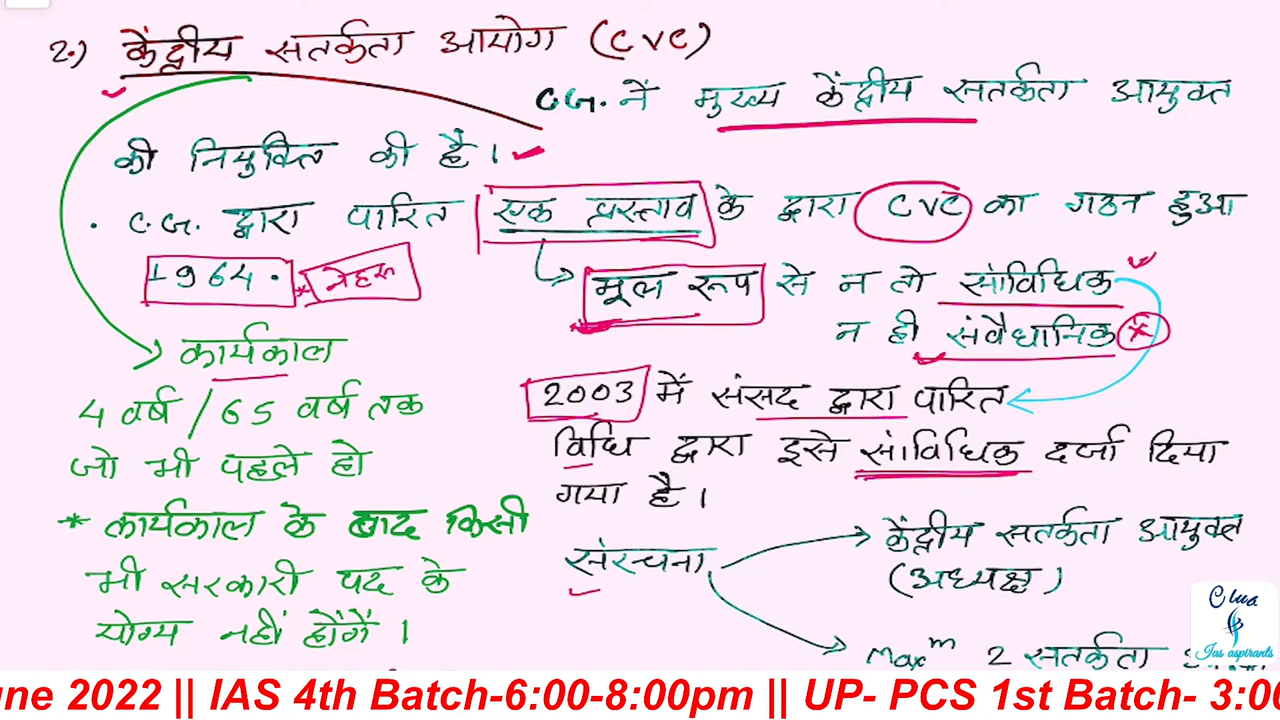 2.) केंद्रीय सतर्कता आयोग (CVC)
C.G. ने मुख्य केंद्रीय सतर्कता आयुक्त
की नियुक्ति की है।
• C.G. द्वारा पारित एक प्रस्ताव के द्वारा CVC का गठन हुआ
1964 • * नेहरू
मूल रूप से न तो सांविधिक
न ही संवैधानिक *
2003 में संसद द्वारा पारित
विधि द्वारा इसे सांविधिक दर्जा दिया
गया है।
कार्यकाल
4 वर्ष / 65 वर्ष तक
जो भी पहले हो
* कार्यकाल के बाद किसी
भी सरकारी पद के
योग्य नहीं होंगें।
संरचना
केंद्रीय सतर्कता आयुक्त
(अध्यक्ष)
Max^m 2 सतर्कता
Clue
Ias aspirants
une 2022 || IAS 4th Batch-6:00-8:00pm || UP- PCS 1st Batch- 3:00